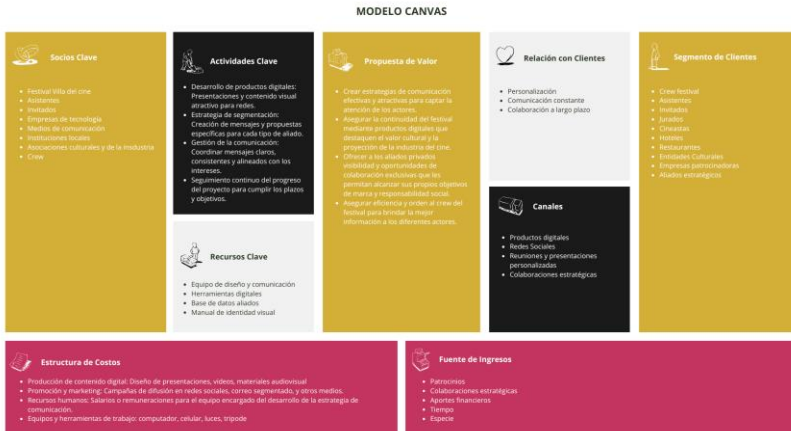 MODELO CANVAS
Socios Clave
Festival Villa del cine
Asistentes
Invitados
Empresas de tecnología
Medios de comunicación
Instituciones locales
Asociaciones culturales y de la insdustria
Crew
Actividades Clave
Desarrollo de productos digitales:
Presentaciones y contenido visual
atractivo para redes.
Estrategia de segmentación:
Creación de mensajes y propuestas
específicas para cada tipo de aliado.
Gestión de la comunicación:
Coordinar mensajes claros,
consistentes y alineados con los
intereses.
Seguimiento continuo del progreso
del proyecto para cumplir los plazos
y objetivos.
Recursos Clave
Equipo de diseño y comunicación
Herramientas digitales
Base de datos aliados
Manual de identidad visual
Propuesta de Valor
Crear estrategias de comunicación
efectivas y atractivas para captar la
atención de los actores.
Asegurar la continuidad del festival
mediante productos digitales que
destaquen el valor cultural y la
proyección de la industria del cine.
Ofrecer a los aliados privados
visibilidad y oportunidades de
colaboración exclusivas que les
permitan alcanzar sus propios objetivos
de marca y responsabilidad social.
Asegurar eficiencia y orden al crew del
festival para brindar la mejor
información a los diferentes actores.
Relación con Clientes
Personalización
Comunicación constante
Colaboración a largo plazo
Canales
Productos digitales
Redes Sociales
Reuniones y presentaciones
personalizadas
Colaboraciones estratégicas
Segmento de Clientes
Crew festival
Asistentes
Invitados
Jurados
Cineastas
Hoteles
Restaurantes
Entidades Culturales
Empresas patrocinadoras
Aliados estratégicos
Estructura de Costos
Producción de contenido digital: Diseño de presentaciones, videos, materiales audiovisual
Promoción y marketing: Campañas de difusión en redes sociales, correo segmentado, y otros medios.
Recursos humanos: Salarios o remuneraciones para el equipo encargado del desarrollo de la estrategia de
comunicación.
Equipos y herramientas de trabajo: computador, celular, luces, tripode
Fuente de Ingresos
Patrocinios
Colaboraciones estratégicas
Aportes financieros
Tiempo
Especie